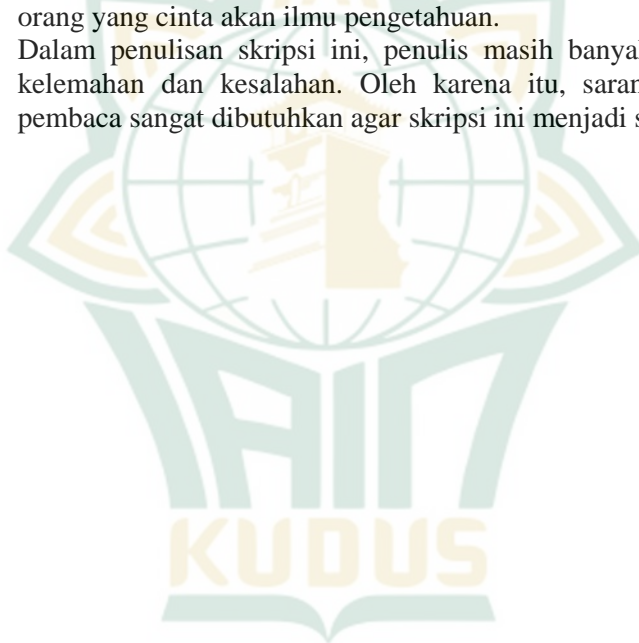 orang yang cinta akan ilmu pengetahuan.
Dalam penulisan skripsi ini, penulis masih banyak
kelemahan dan kesalahan. Oleh karena itu, saran
pembaca sangat dibutuhkan agar skripsi ini menjadi
IAIN
KUDUS